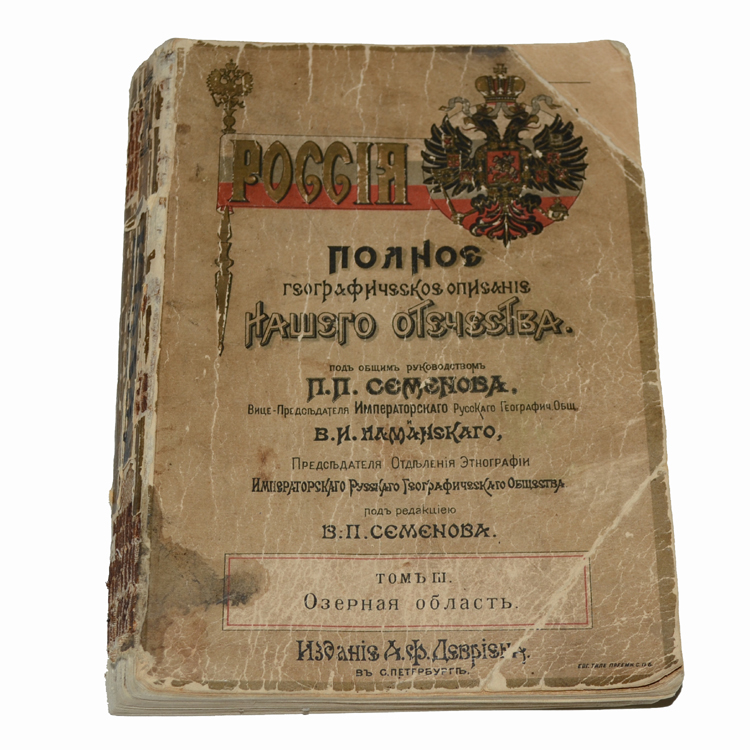 РОССІЯ
ПОЛНОЕ
ГЕОГРАФИЧЕСКОЕ ОПИСАНІЕ
НАШЕГО ОТЕЧЕСТВА.
ПОДЪ ОБЩИМЪ РУКОВОДСТВОМЪ
П.П. СЕМЕНОВА,
ВИЦЕ-ПРЕДСѢДАТЕЛЯ ИМПЕРАТОРСКАГО РУССКАГО ГЕОГРАФИЧ. ОБЩ.
В.И. ЛАМАНСКАГО,
ПРЕДСѢДАТЕЛЯ ОТДѢЛЕНІЯ ЭТНОГРАФІИ
ИМПЕРАТОРСКАГО РУССКАГО ГЕОГРАФИЧЕСКАГО ОБЩЕСТВА
ПОДЪ РЕДАКЦІЕЮ
В.П. СЕМЕНОВА.
ТОМЪ III.
Озерная область.
ИЗДАНІЕ А.Ф. ДЕВРІЕНА.
ВЪ С.ПЕТЕРБУРГѢ.